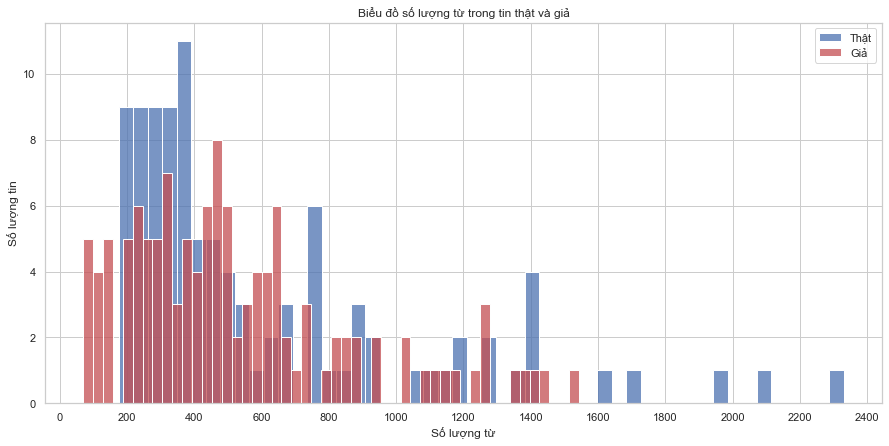 Biểu đồ số lượng từ trong tin thật và giả
Thật
Giả
10
8
6
4
2
0
Số lượng tin
0 200 400 600 800 1000 1200 1400 1600 1800 2000 2200 2400
Số lượng từ